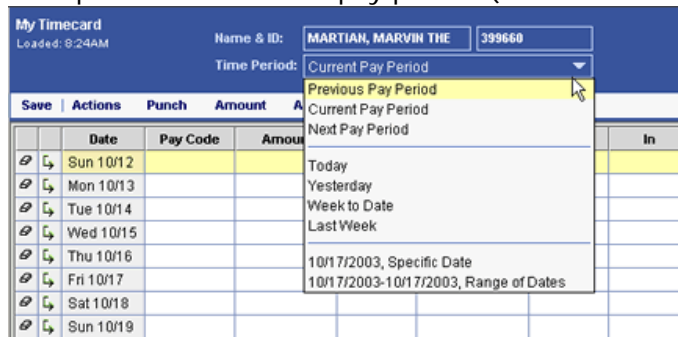 My Timecard
Loaded: 8:24AM
Name & ID: MARTIAN, MARVIN THE 399660
Time Period: Current Pay Period
Previous Pay Period
Current Pay Period
Next Pay Period
Today
Yesterday
Week to Date
Last Week
10/17/2003, Specific Date
10/17/2003-10/17/2003, Range of Dates
Save | Actions Punch Amount A
Date Pay Code Amou In
Sun 10/12
Mon 10/13
Tue 10/14
Wed 10/15
Thu 10/16
Fri 10/17
Sat 10/18
Sun 10/19